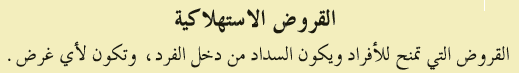 القروض الاستهلاكية
القروض التي تمنح للأفراد ويكون السداد من دخل الفرد، وتكون لأي غرض.